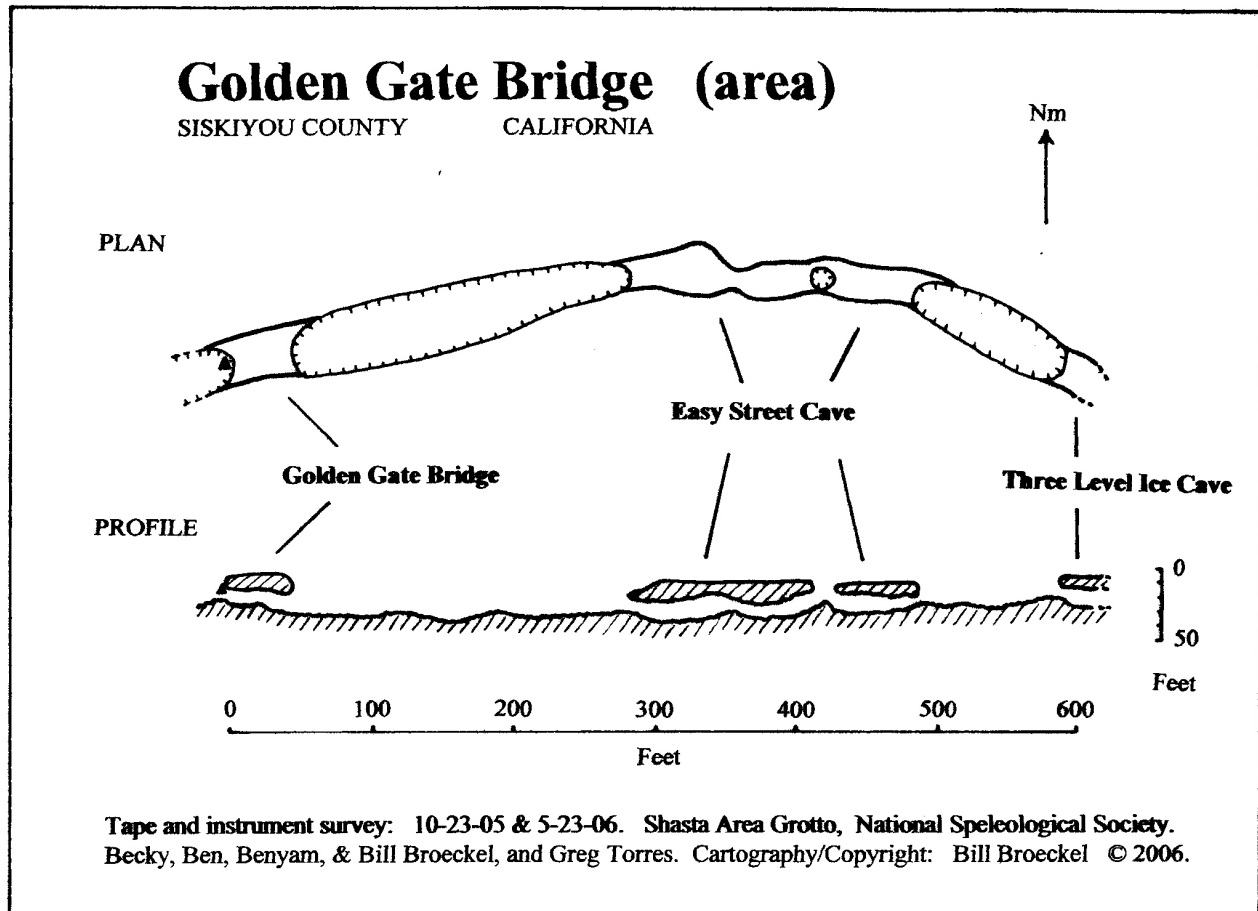 Golden Gate Bridge (area)
SISKIYOU COUNTY CALIFORNIA
Nm
PLAN
Easy Street Cave
Golden Gate Bridge
Three Level Ice Cave
PROFILE
0
50
Feet
0 100 200 300 400 500 600
Feet
Tape and instrument survey: 10-23-05 & 5-23-06. Shasta Area Grotto, National Speleological Society.
Becky, Ben, Benyam, & Bill Broeckel, and Greg Torres. Cartography/Copyright: Bill Broeckel © 2006.